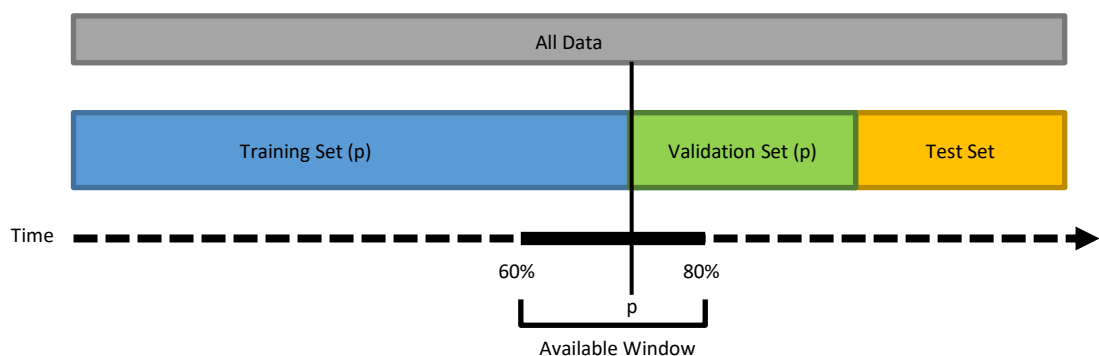 All Data
Training Set (p)
Validation Set (p)
Test Set
Time
60%
80%
p
Available Window